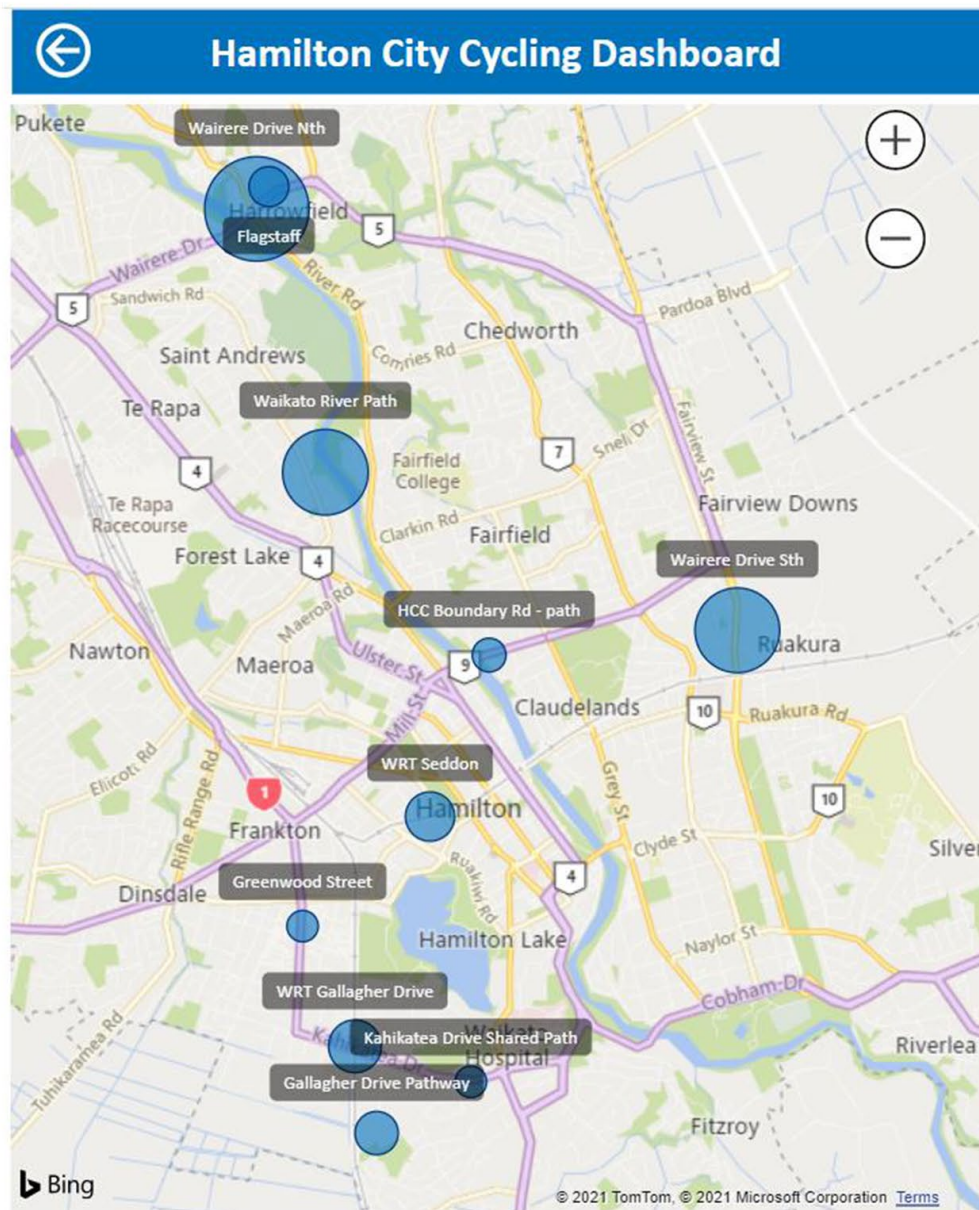 Hamilton City Cycling Dashboard
Pukete
Wairere Drive Nth
Harrowfield
Flagstaff
5
Wairere Dr
River Rd
Sandwich Rd
5
Pardoa Blvd
Chedworth
Saint Andrews
Comries Rd
Te Rapa
Waikato River Path
Fairview St
Snell Dr
7
4
Fairfield
College
Te Rapa
Racecourse
Fairview Downs
Clarkin Rd
Fairfield
Forest Lake
4
Wairere Drive Sth
Maeroa Rd
HCC Boundary Rd - path
Nawton
Maeroa
Ulster St
9
Ruakura
Claudelands
Mill St
10
Ruakura Rd
Ellicott Rd
Rifle Range Rd
WRT Seddon
Grey St
1
Hamilton
10
Frankton
Clyde St
Silver
Ruakiwi Rd
Greenwood Street
4
Dinsdale
Hamilton Lake
Naylor St
WRT Gallagher Drive
Cobham Dr
Tuhikaramea Rd
Kahikatea Dr
Kahikatea Drive Shared Path
Waikato
Hospital
Riverlea
Gallagher Drive Pathway
Fitzroy
Bing
© 2021 TomTom, © 2021 Microsoft Corporation Terms